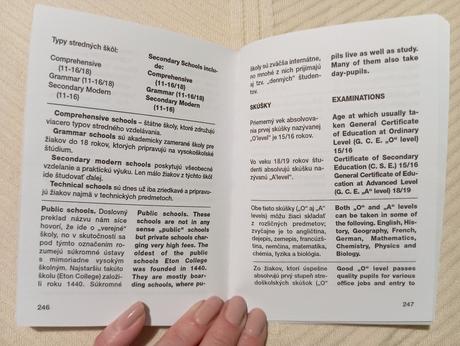 Typy stredných škôl:
Comprehensive
(11-16/18)
Grammar (11-16/18)
Secondary Modern
(11-16)
Secondary Schools inclu-
de:
Comprehensive
(11-16/18)
Grammar (11-16/18)
Secondary Modern
(11-16)
Comprehensive schools – štátne školy, ktoré združujú
viacero typov stredného vzdelávania.
Grammar schools sú akademicky zamerané školy pre
žiakov do 18 rokov, ktorých pripravujú na vysokoškolské
štúdium.
Secondary modern schools poskytujú všeobecné
vzdelanie a praktickú výuku. Len málo žiakov z týchto škôl
ide študovať ďalej.
Technical schools sú dnes už iba zriedkavé a pripravu-
jú žiakov najmä v technických predmetoch.
Public schools. Doslovný
preklad názvu nám síce
hovorí, že ide o „verejné"
školy, no v skutočnosti sa
pod týmto označením rozo-
znávajú súkromné ústavy
s mimoriadne vysokým
školným. Najstaršiu takúto
školu (Eton College) založi-
li roku 1440. Súkromné
Public schools. These
schools are not in any
sense „public" schools
but private schools char-
ging very high fees. The
oldest of the public
schools Eton College
was founded in 1440.
They are mostly boar-
ding schools, where pu-
246
školy sú zväčša internátne,
no mnohé z nich prijímajú
aj tzv. „denných" študen-
tov.
pils live as well as study.
Many of them also take
day-pupils.
SKÚŠKY
EXAMINATIONS
Priemerný vek absolvova-
nia prvej skúšky nazývanej
„O'level" je 15/16 rokov.
Vo veku 18/19 rokov štu-
denti absolvujú skúšku na-
zývanú „A'level".
Age at which usually ta-
ken General Certificate
of Education at Ordinary
Level (G. C. E. „O" level)
15/16
Certificate of Secondary
Education (C. S. E.) 15/16
General Certificate of Edu-
cation at Advanced Level
(G. C. E. „A" level) 18/19
Obe tieto skúšky („O" aj „A"
levels) môžu žiaci skladať
z rozličných predmetov;
zvyčajne je to angličtina,
dejepis, zemepis, francúzš-
tina, nemčina, matematika,
chémia, fyzika a biológia.
Both „O" and „A" levels
can be taken in some of
the following. English, His-
tory, Geography, French,
German, Mathematics,
Chemistry, Physics and
Biology.
Zo žiakov, ktorí úspešne
absolvujú prvý stupeň stre-
doškolských skúšok („O"
Good „O" level passes
quality pupils for various
office jobs and entry to
247